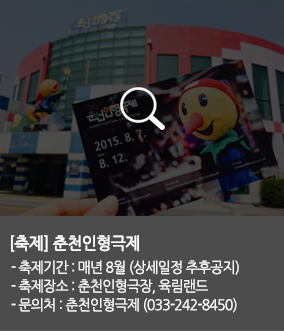 춘천인형극제
2015. 8. 7.
8. 12.
[축제] 춘천인형극제
- 축제기간 : 매년 8월 (상세일정 추후공지)
- 축제장소 : 춘천인형극장, 육림랜드
- 문의처 : 춘천인형극제 (033-242-8450)